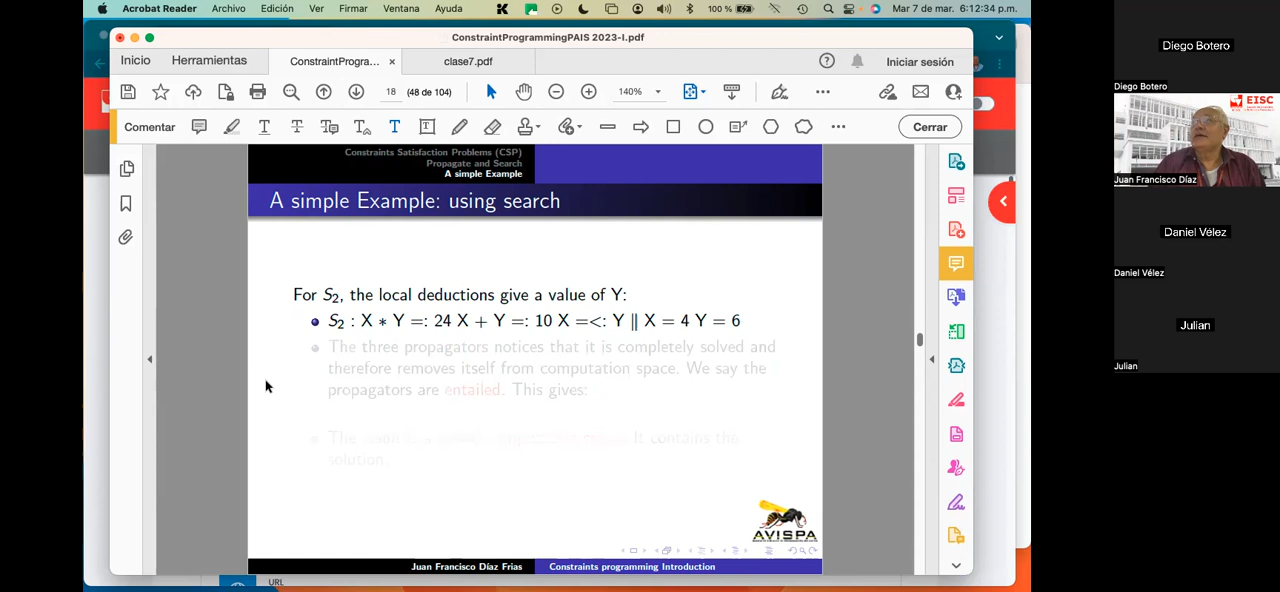 Acrobat Reader Archivo Edición Ver Firmar Ventana Ayuda 100 % Mar 7 de mar. 6:12:34 p.m.
ConstraintProgrammingPAIS 2023-I.pdf
Inicio Herramientas ConstraintProgra... × clase7.pdf Iniciar sesión
18 (48 de 104) 140%
Comentar Cerrar
Constraints Satisfaction Problems (CSP)
Propagate and Search
A simple Example
A simple Example: using search
For S₂, the local deductions give a value of Y:
S₂ : X ∗ Y =: 24 X + Y =: 10 X =<: Y ∥ X = 4 Y = 6
The three propagators notices that it is completely solved and
therefore removes itself from computation space. We say the
propagators are entailed. This gives:
It contains the
solution.
AVISPA
Juan Francisco Díaz Frias Constraints programming Introduction
URL
Diego Botero
Diego Botero
EISC
Juan Francisco Díaz
Daniel Vélez
Daniel Vélez
Julian
Julian